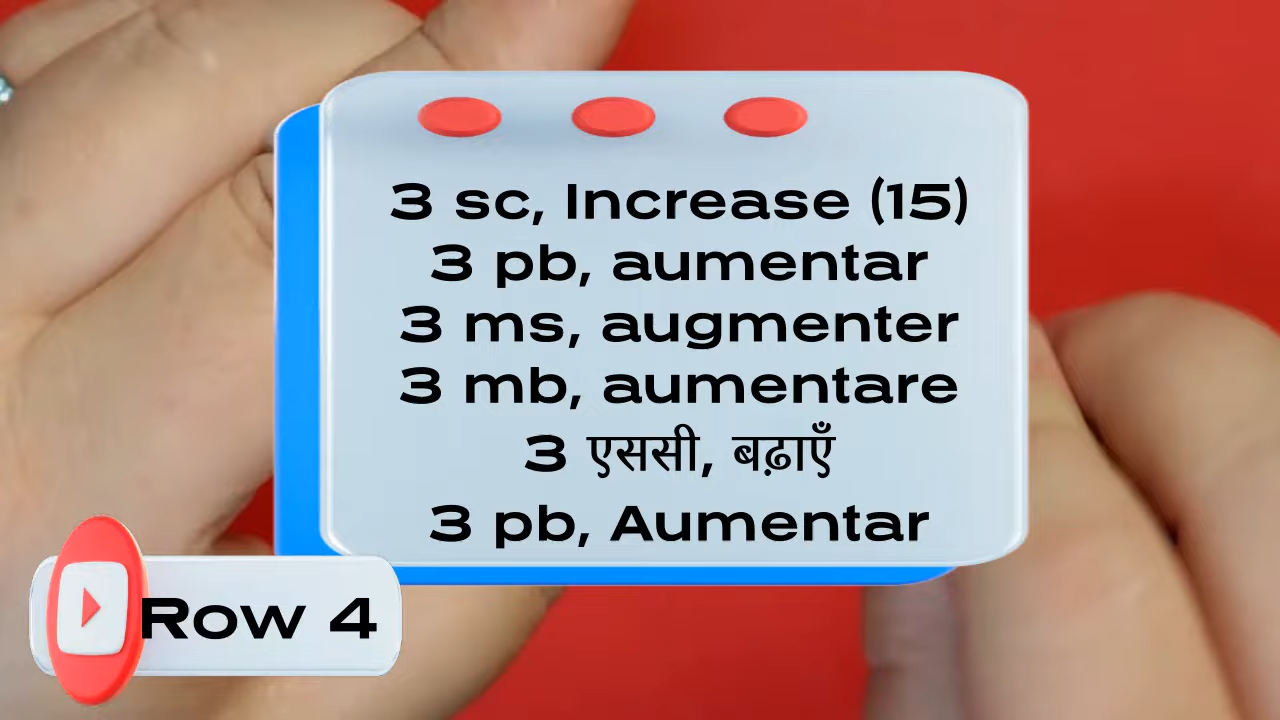 3 sc, Increase (15)
3 pb, aumentar
3 ms, augmenter
3 mb, aumentare
3 एससी, बढ़ाएँ
3 pb, Aumentar
Row 4